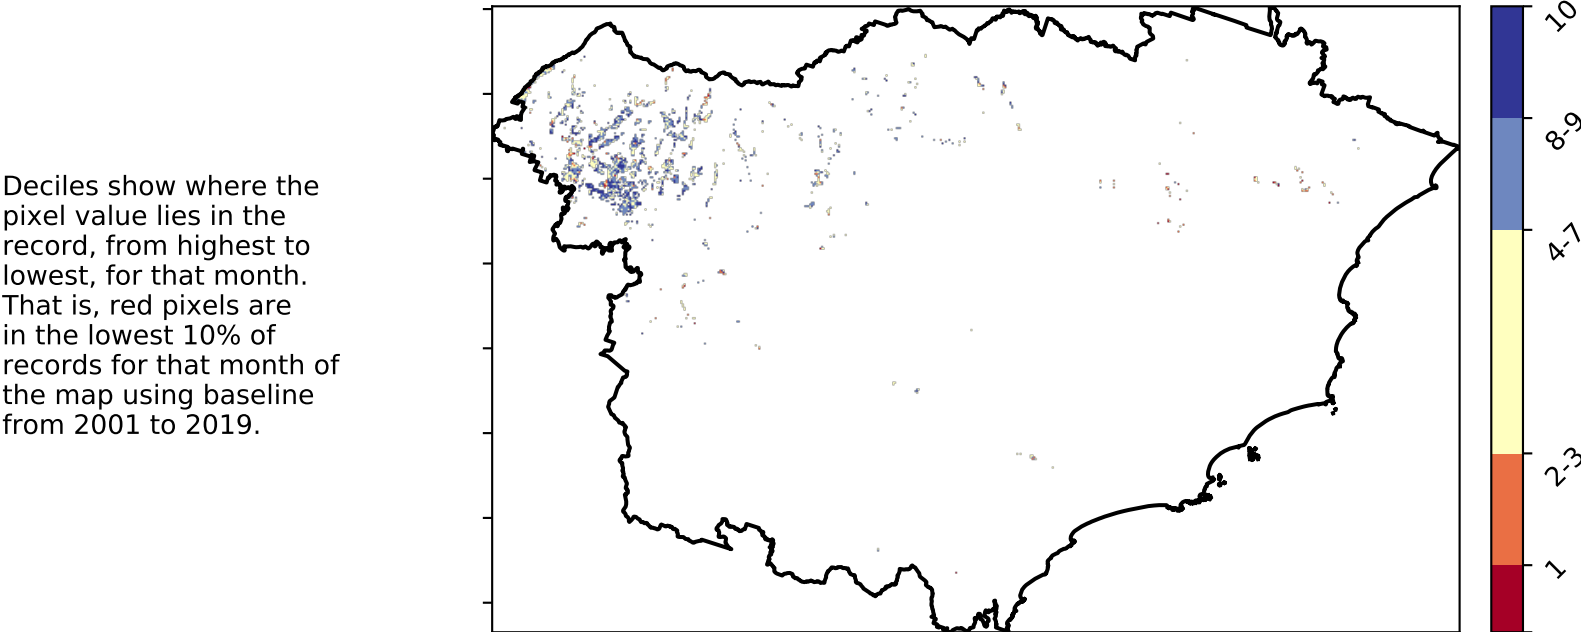 Deciles show where the
pixel value lies in the
record, from highest to
lowest, for that month.
That is, red pixels are
in the lowest 10% of
records for that month of
the map using baseline
from 2001 to 2019.
10
8-9
4-7
2-3
1